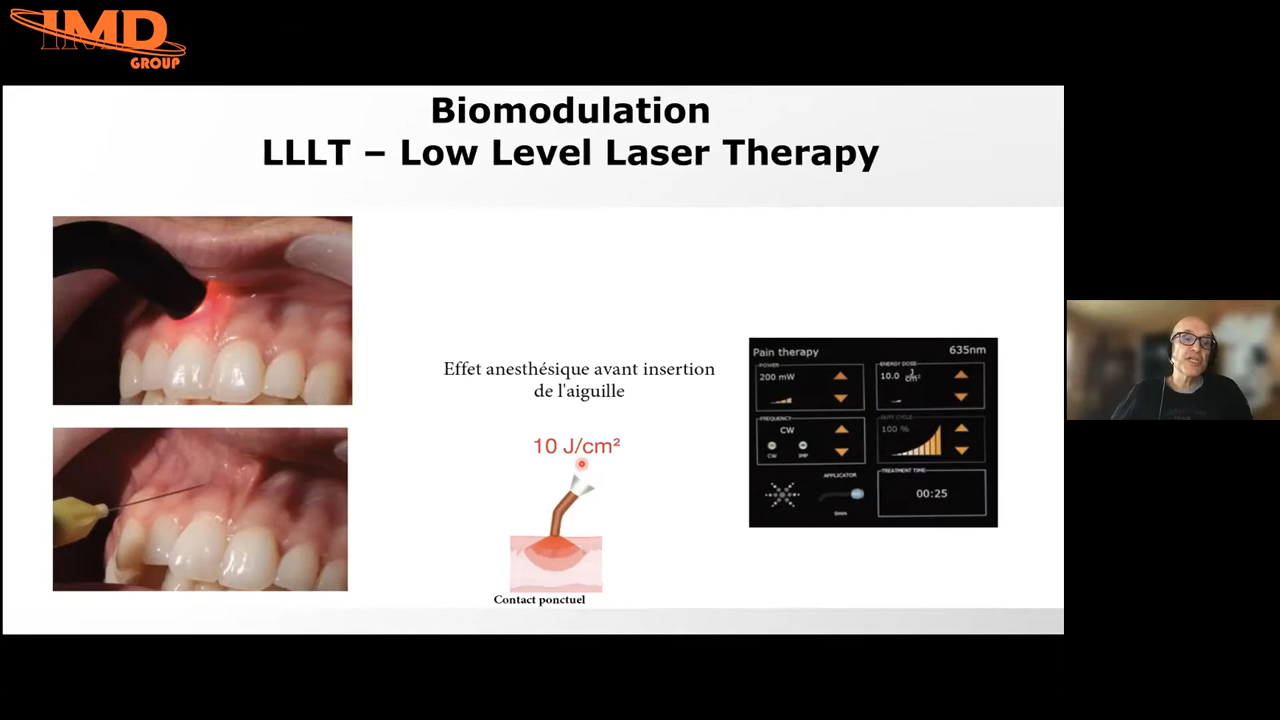 IMD
GROUP
Biomodulation
LLLT – Low Level Laser Therapy
Effet anesthésique avant insertion
de l'aiguille
10 J/cm²
Contact ponctuel
Pain therapy
635nm
POWER
200 mW
ENERGY DOSE
10.0 J/cm²
FREQUENCY
CW
CW
IMP
DUTY CYCLE
100 %
APPLICATOR
8mm
TREATMENT TIME
00:25